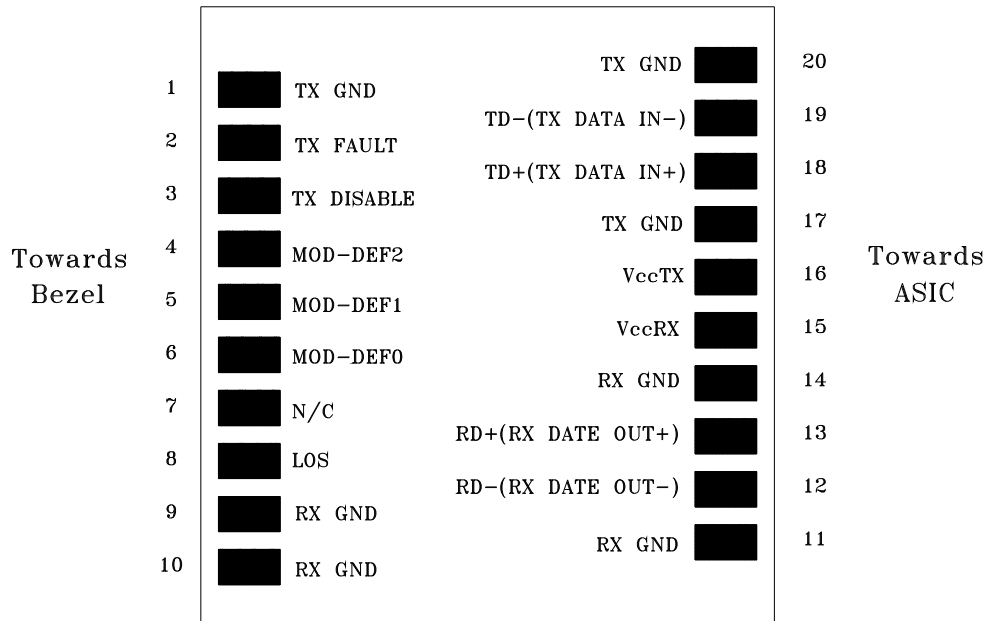 1 TX GND
2 TX FAULT
3 TX DISABLE
4 MOD-DEF2
5 MOD-DEF1
6 MOD-DEF0
7 N/C
8 LOS
9 RX GND
10 RX GND
Towards
Bezel
TX GND 20
TD-(TX DATA IN-) 19
TD+(TX DATA IN+) 18
TX GND 17
VccTX 16
VccRX 15
RX GND 14
RD+(RX DATE OUT+) 13
RD-(RX DATE OUT-) 12
RX GND 11
Towards
ASIC